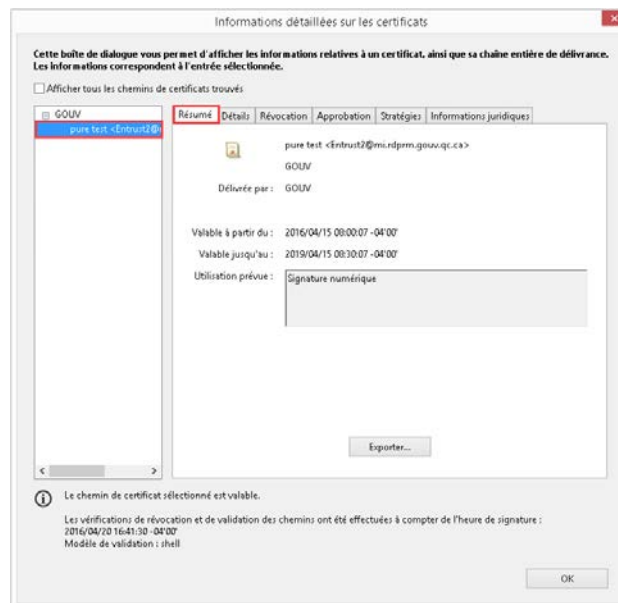 Informations détaillées sur les certificats
Cette boîte de dialogue vous permet d'afficher les informations relatives à un certificat, ainsi que sa chaîne entière de délivrance.
Les informations correspondent à l'entrée sélectionnée.
Afficher tous les chemins de certificats trouvés
GOUV
pure test <Entrust2@
Résumé Détails Révocation Approbation Stratégies Informations juridiques
pure test <Entrust2@mi.rdprm.gouv.qc.ca>
GOUV
Délivrée par : GOUV
Valable à partir du : 2016/04/15 08:00:07 -04'00'
Valable jusqu'au : 2019/04/15 08:30:07 -04'00'
Utilisation prévue : Signature numérique
Exporter...
Le chemin de certificat sélectionné est valable.
Les vérifications de révocation et de validation des chemins ont été effectuées à compter de l'heure de signature :
2016/04/20 16:41:30 -04'00'
Modèle de validation : shell
OK